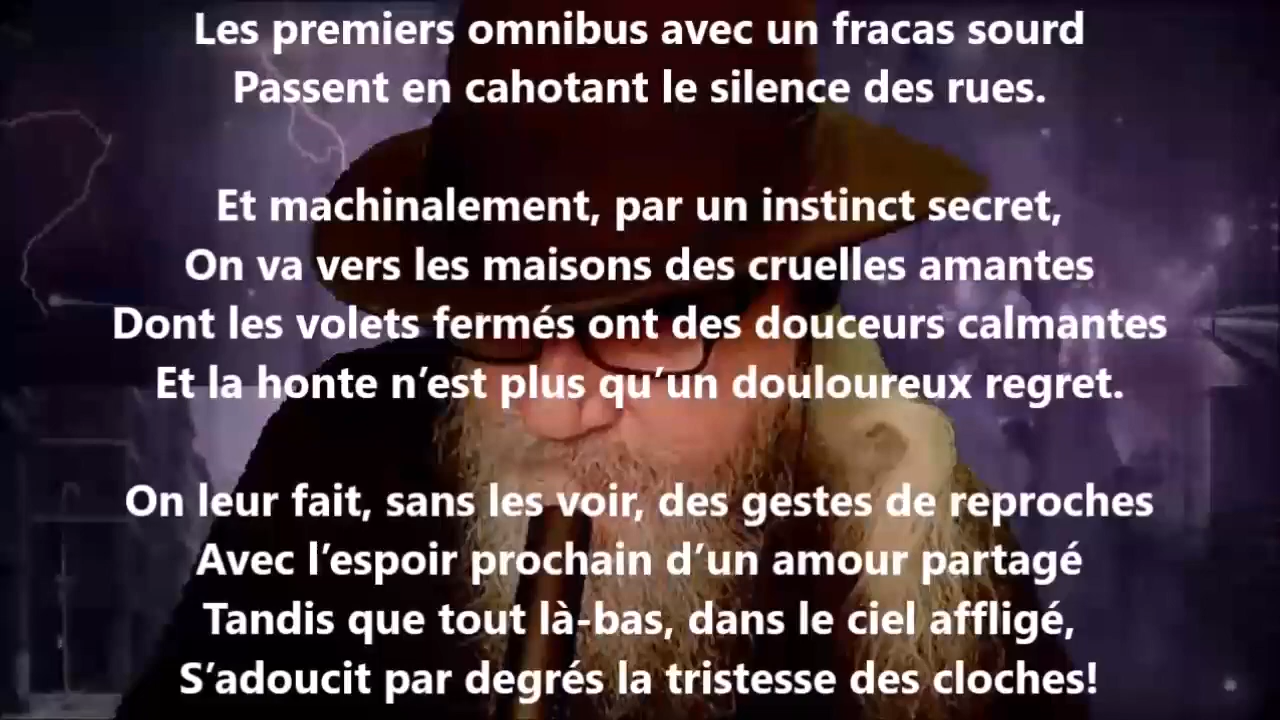 Les premiers omnibus avec un fracas sourd
Passent en cahotant le silence des rues.
Et machinalement, par un instinct secret,
On va vers les maisons des cruelles amantes
Dont les volets fermés ont des douceurs calmantes
Et la honte n’est plus qu’un douloureux regret.
On leur fait, sans les voir, des gestes de reproches
Avec l’espoir prochain d’un amour partagé
Tandis que tout là-bas, dans le ciel affligé,
S’adoucit par degrés la tristesse des cloches!